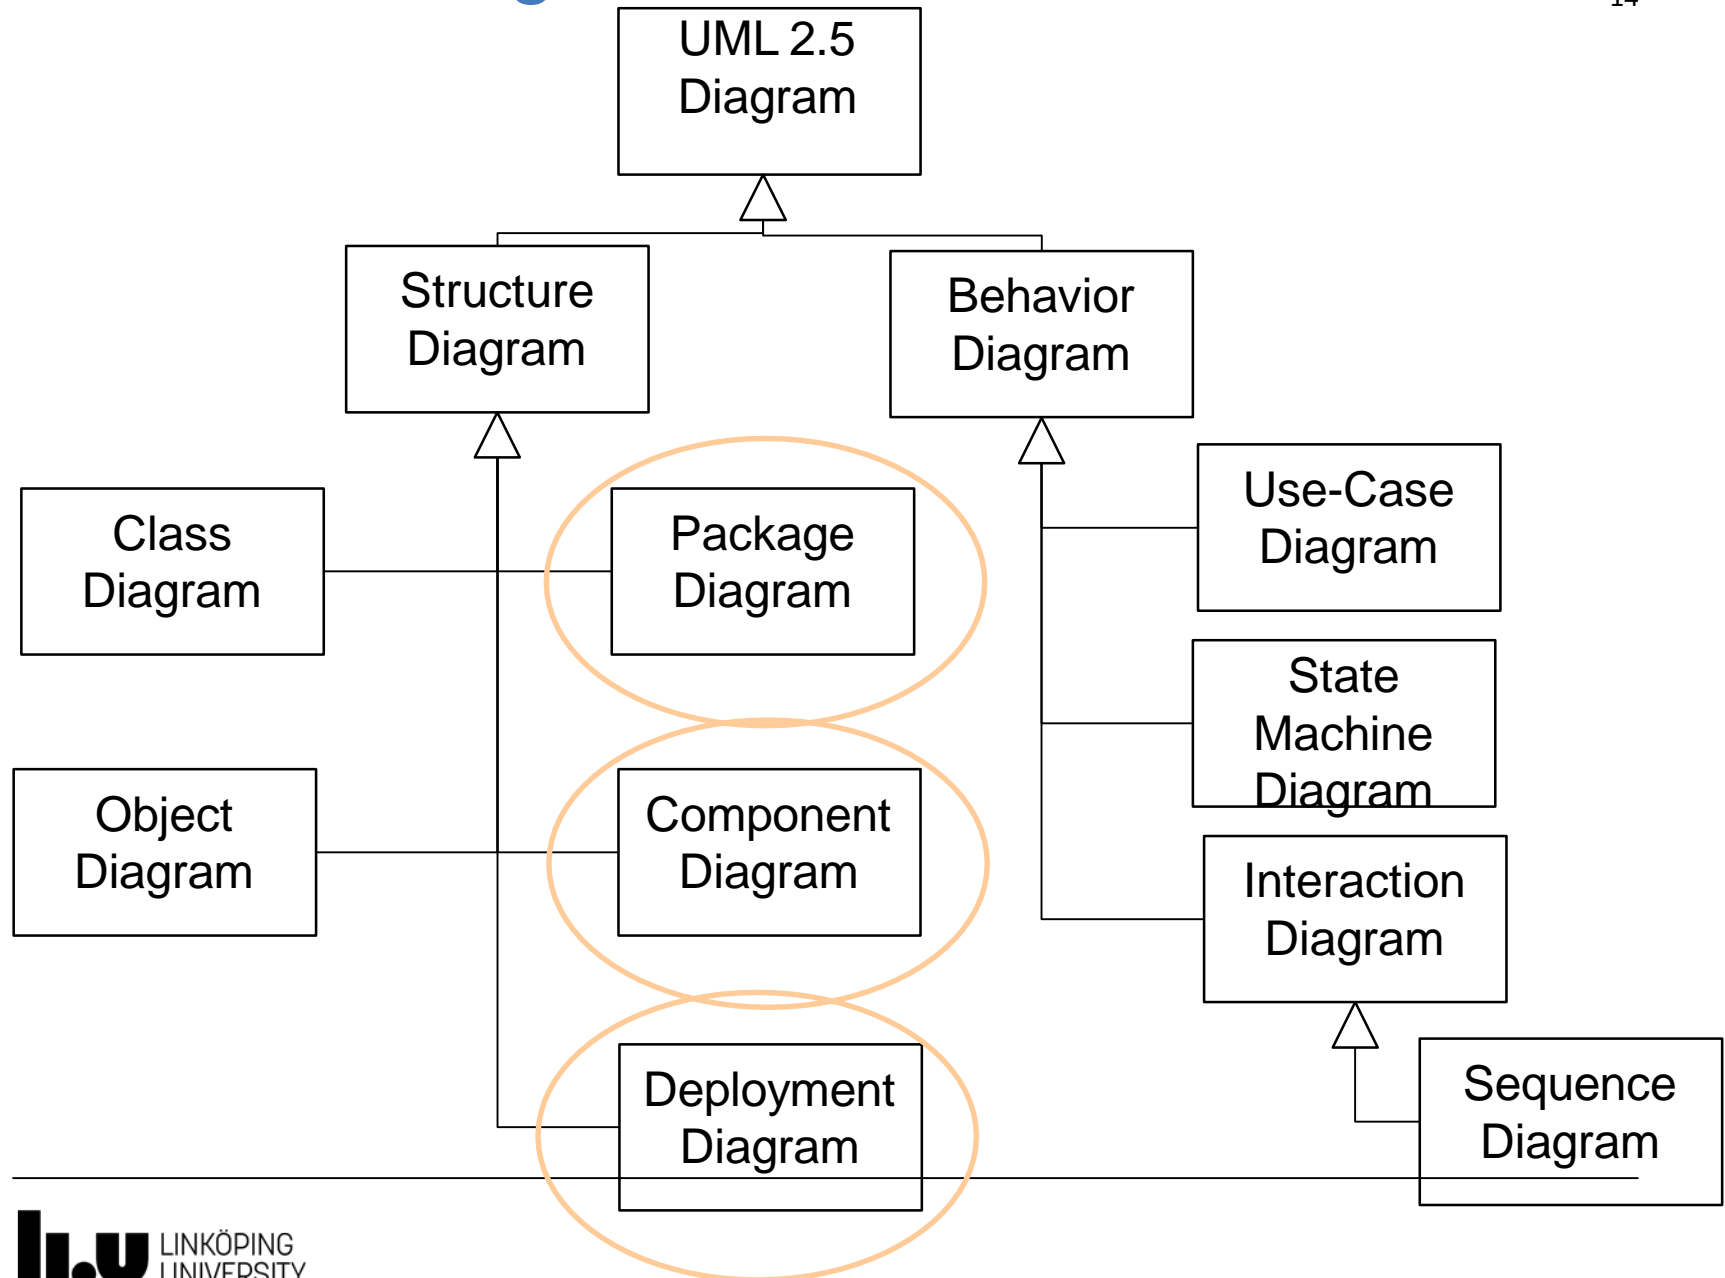 14
UML 2.5
Diagram
Structure
Diagram
Behavior
Diagram
Class
Diagram
Package
Diagram
Use-Case
Diagram
State
Machine
Diagram
Object
Diagram
Component
Diagram
Interaction
Diagram
Deployment
Diagram
Sequence
Diagram
LINKÖPING
UNIVERSITY